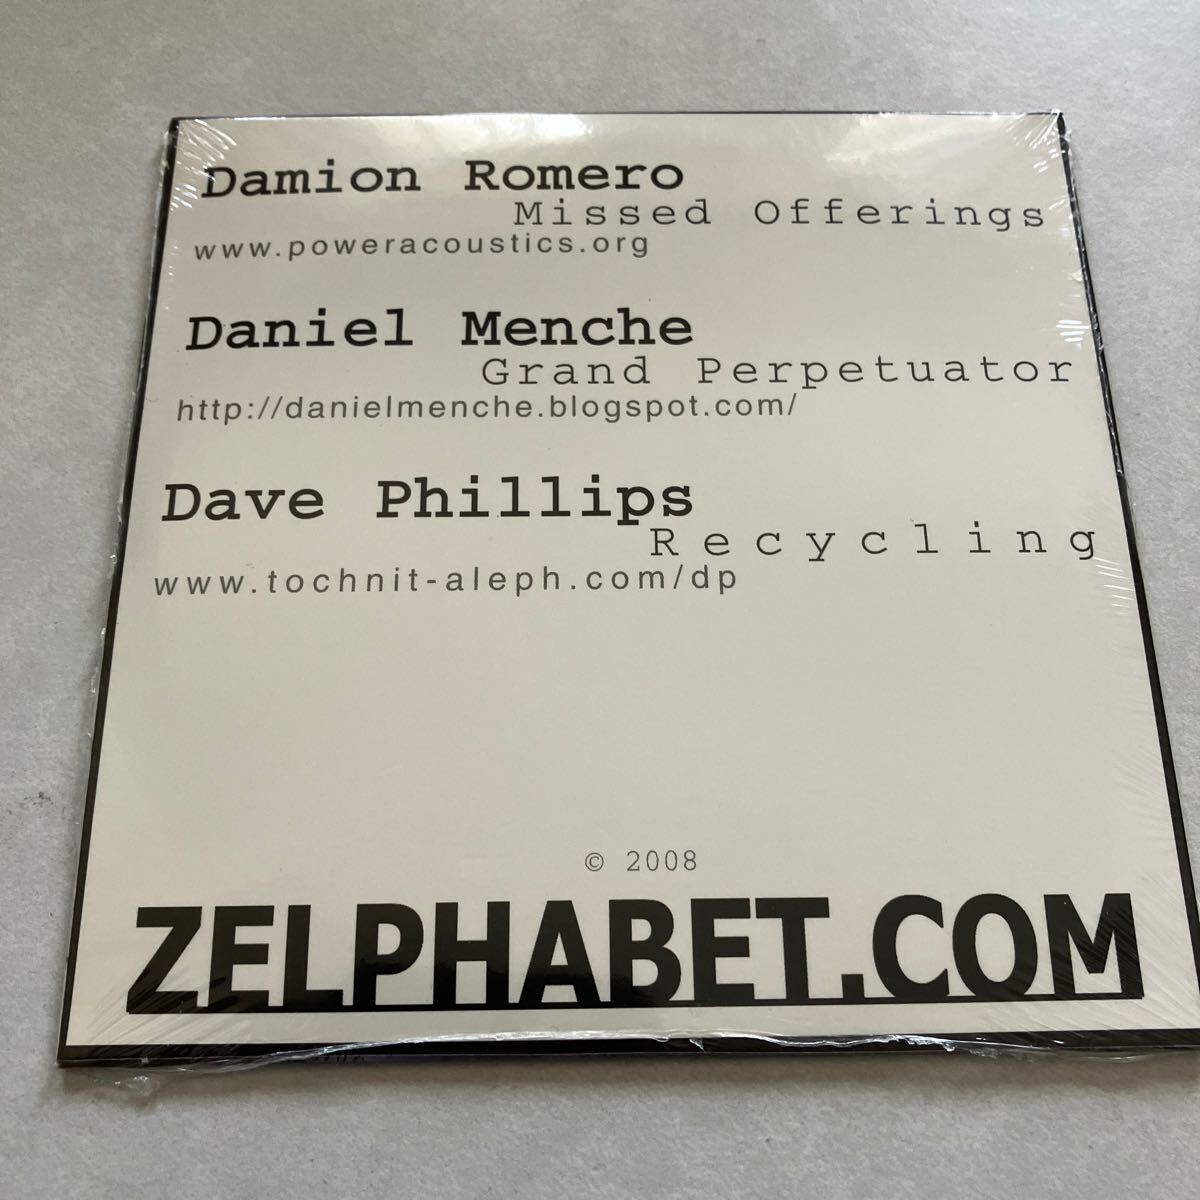 Damion Romero
Missed Offerings
www.poweracoustics.org
Daniel Menche
Grand Perpetuator
http://danielmenche.blogspot.com/
Dave Phillips
Recycling
www.tochnit-aleph.com/dp
© 2008
ZELPHABET.COM